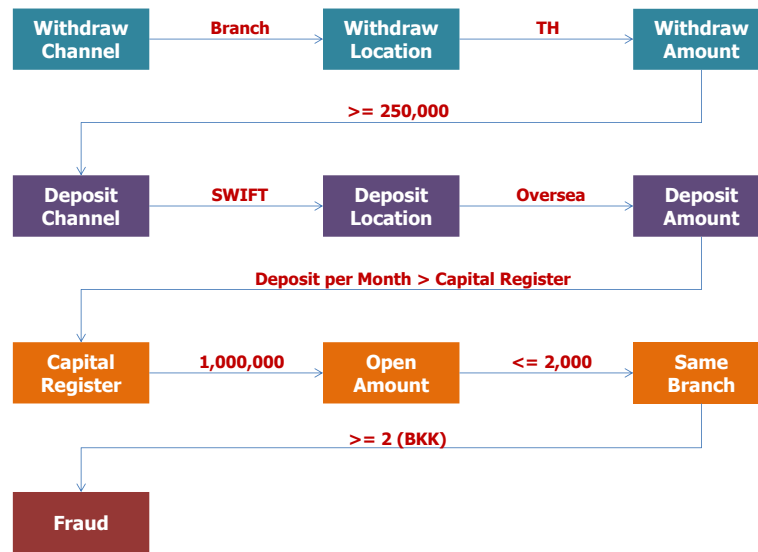 Withdraw
Channel
Branch
Withdraw
Location
TH
Withdraw
Amount
>= 250,000
Deposit
Channel
SWIFT
Deposit
Location
Oversea
Deposit
Amount
Deposit per Month > Capital Register
Capital
Register
1,000,000
Open
Amount
<= 2,000
Same
Branch
>= 2 (BKK)
Fraud